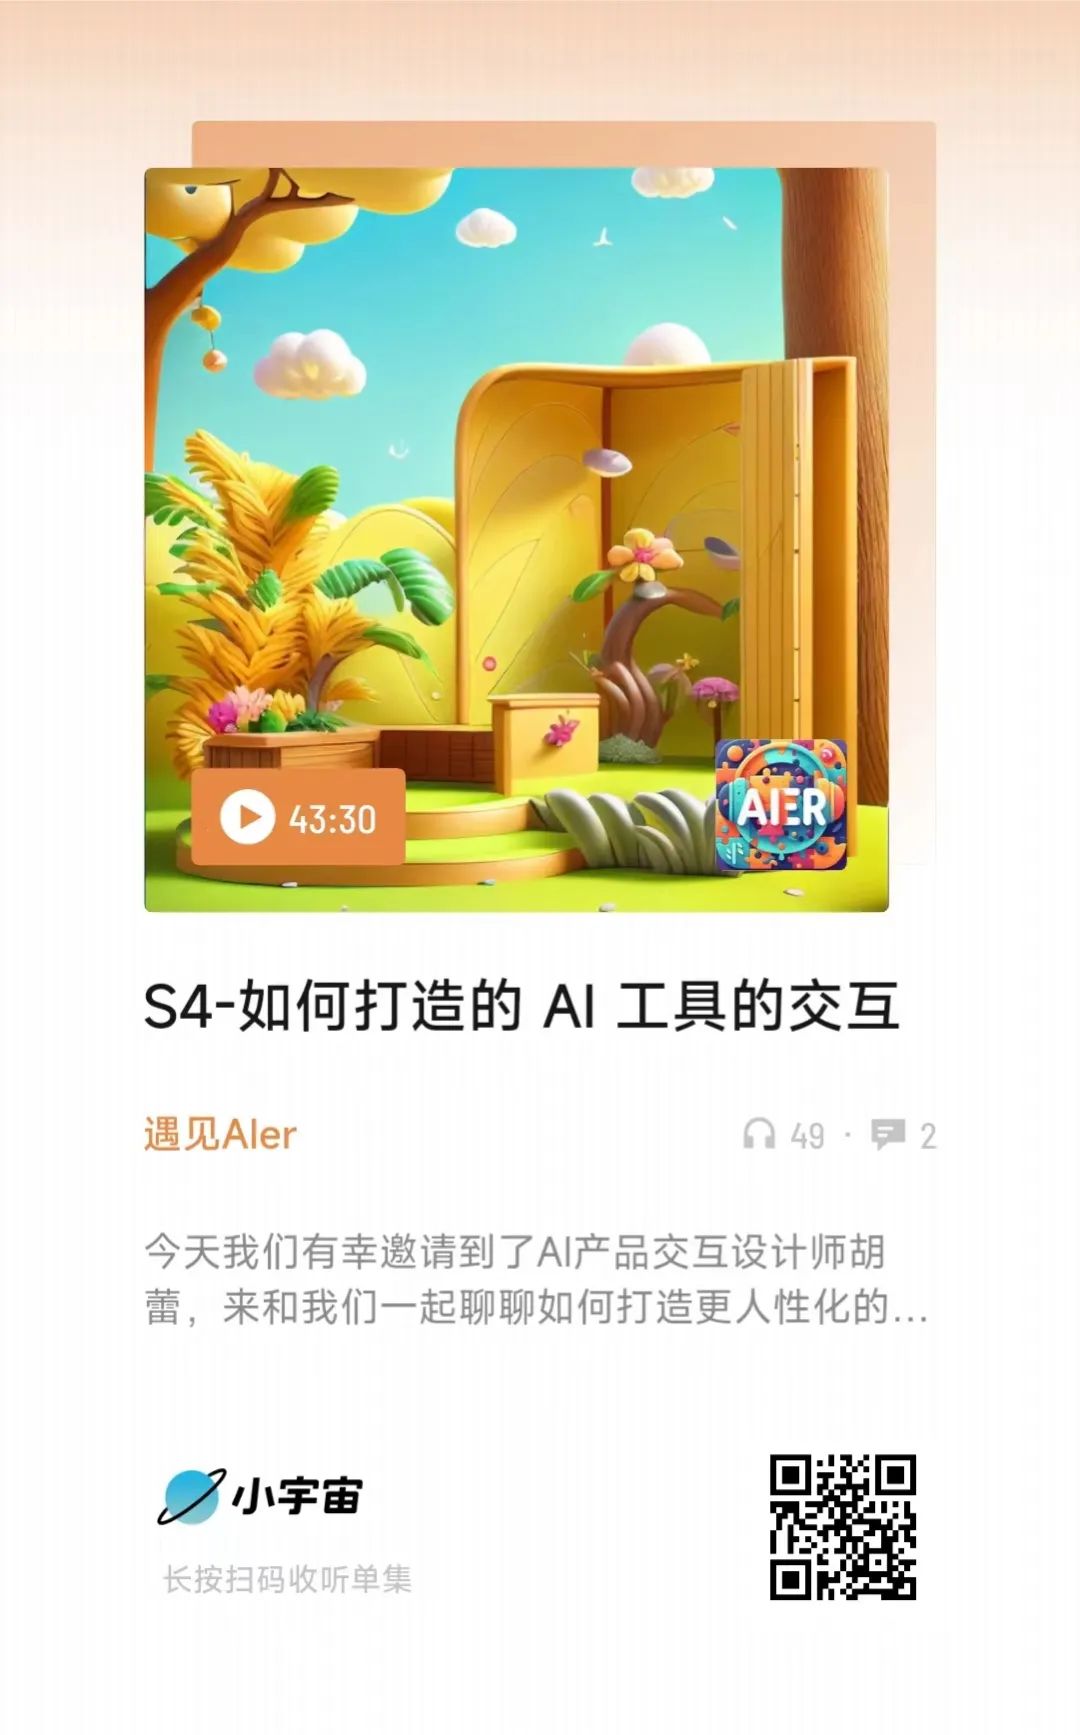 43:30
AIER
S4-如何打造的 AI 工具的交互
遇见AIer
49 · 2
今天我们有幸邀请到了AI产品交互设计师胡
蕾，来和我们一起聊聊如何打造更人性化的...
小宇宙
长按扫码收听单集